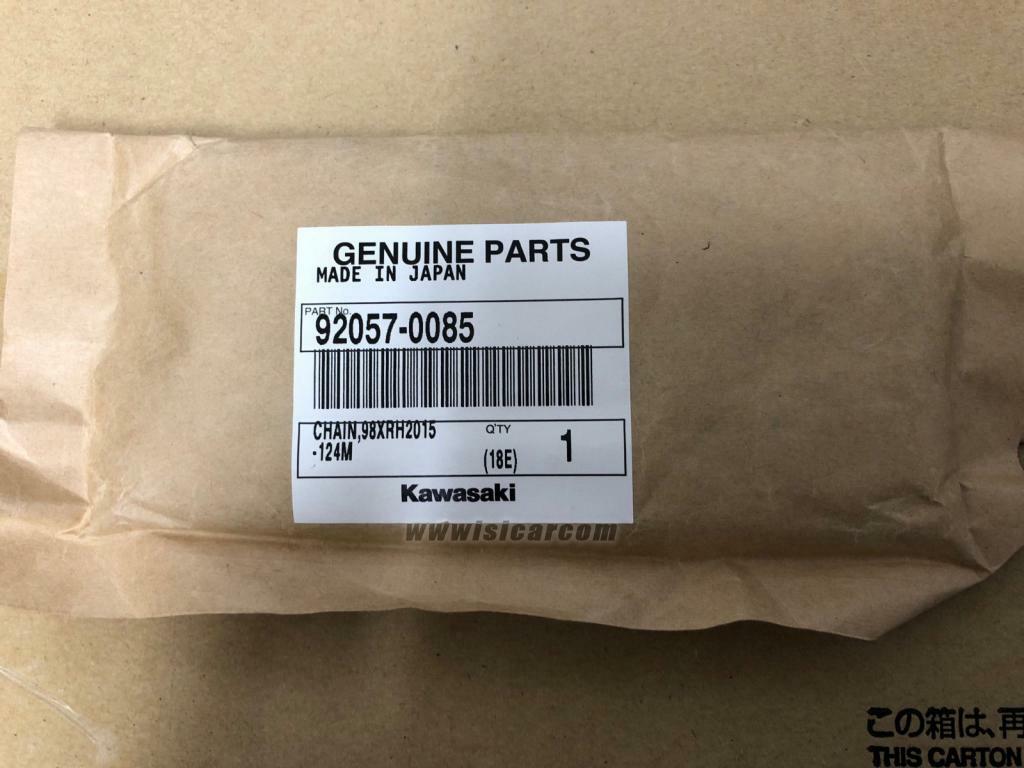 GENUINE PARTS
MADE IN JAPAN
PART No.
92057-0085
CHAIN,98XRH2015
-124M
Q'TY
(18E)
1
Kawasaki
wwwisicarcom
この箱は、再
THIS CARTON